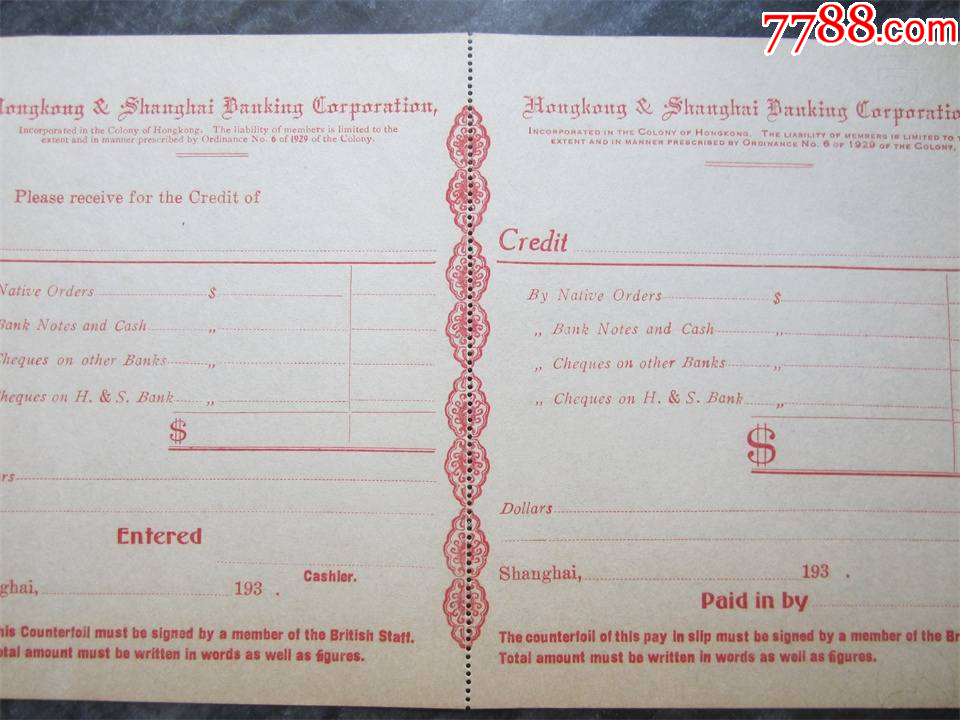 7788.com
Hongkong & Shanghai Banking Corporation,
Incorporated in the Colony of Hongkong. The liability of members is limited to the
extent and in manner prescribed by Ordinance No. 6 of 1929 of the Colony.
Please receive for the Credit of
Native Orders $
Bank Notes and Cash „
Cheques on other Banks „
Cheques on H. & S. Bank „
$
rs
Entered
Cashier.
ghai, 193 .
his Counterfoil must be signed by a member of the British Staff.
otal amount must be written in words as well as figures.
Hongkong & Shanghai Banking Corporation
Incorporated in the Colony of Hongkong. The liability of members is limited to
extent and in manner prescribed by Ordinance No. 6 of 1929 of the Colony.
Credit
By Native Orders $
„ Bank Notes and Cash „
„ Cheques on other Banks „
„ Cheques on H. & S. Bank „
$
Dollars
Shanghai, 193 .
Paid in by
The counterfoil of this pay in slip must be signed by a member of the Br
Total amount must be written in words as well as figures.